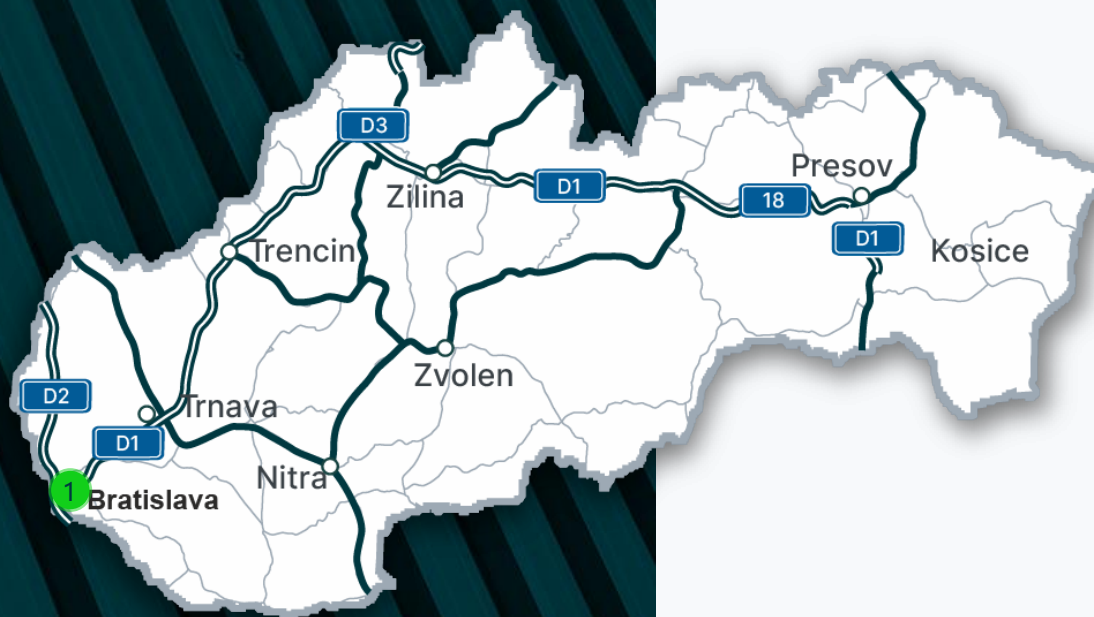 D3
Presov
Zilina
D1
18
Trencin
D1
Kosice
Zvolen
D2
Trnava
D1
Nitra
1
Bratislava